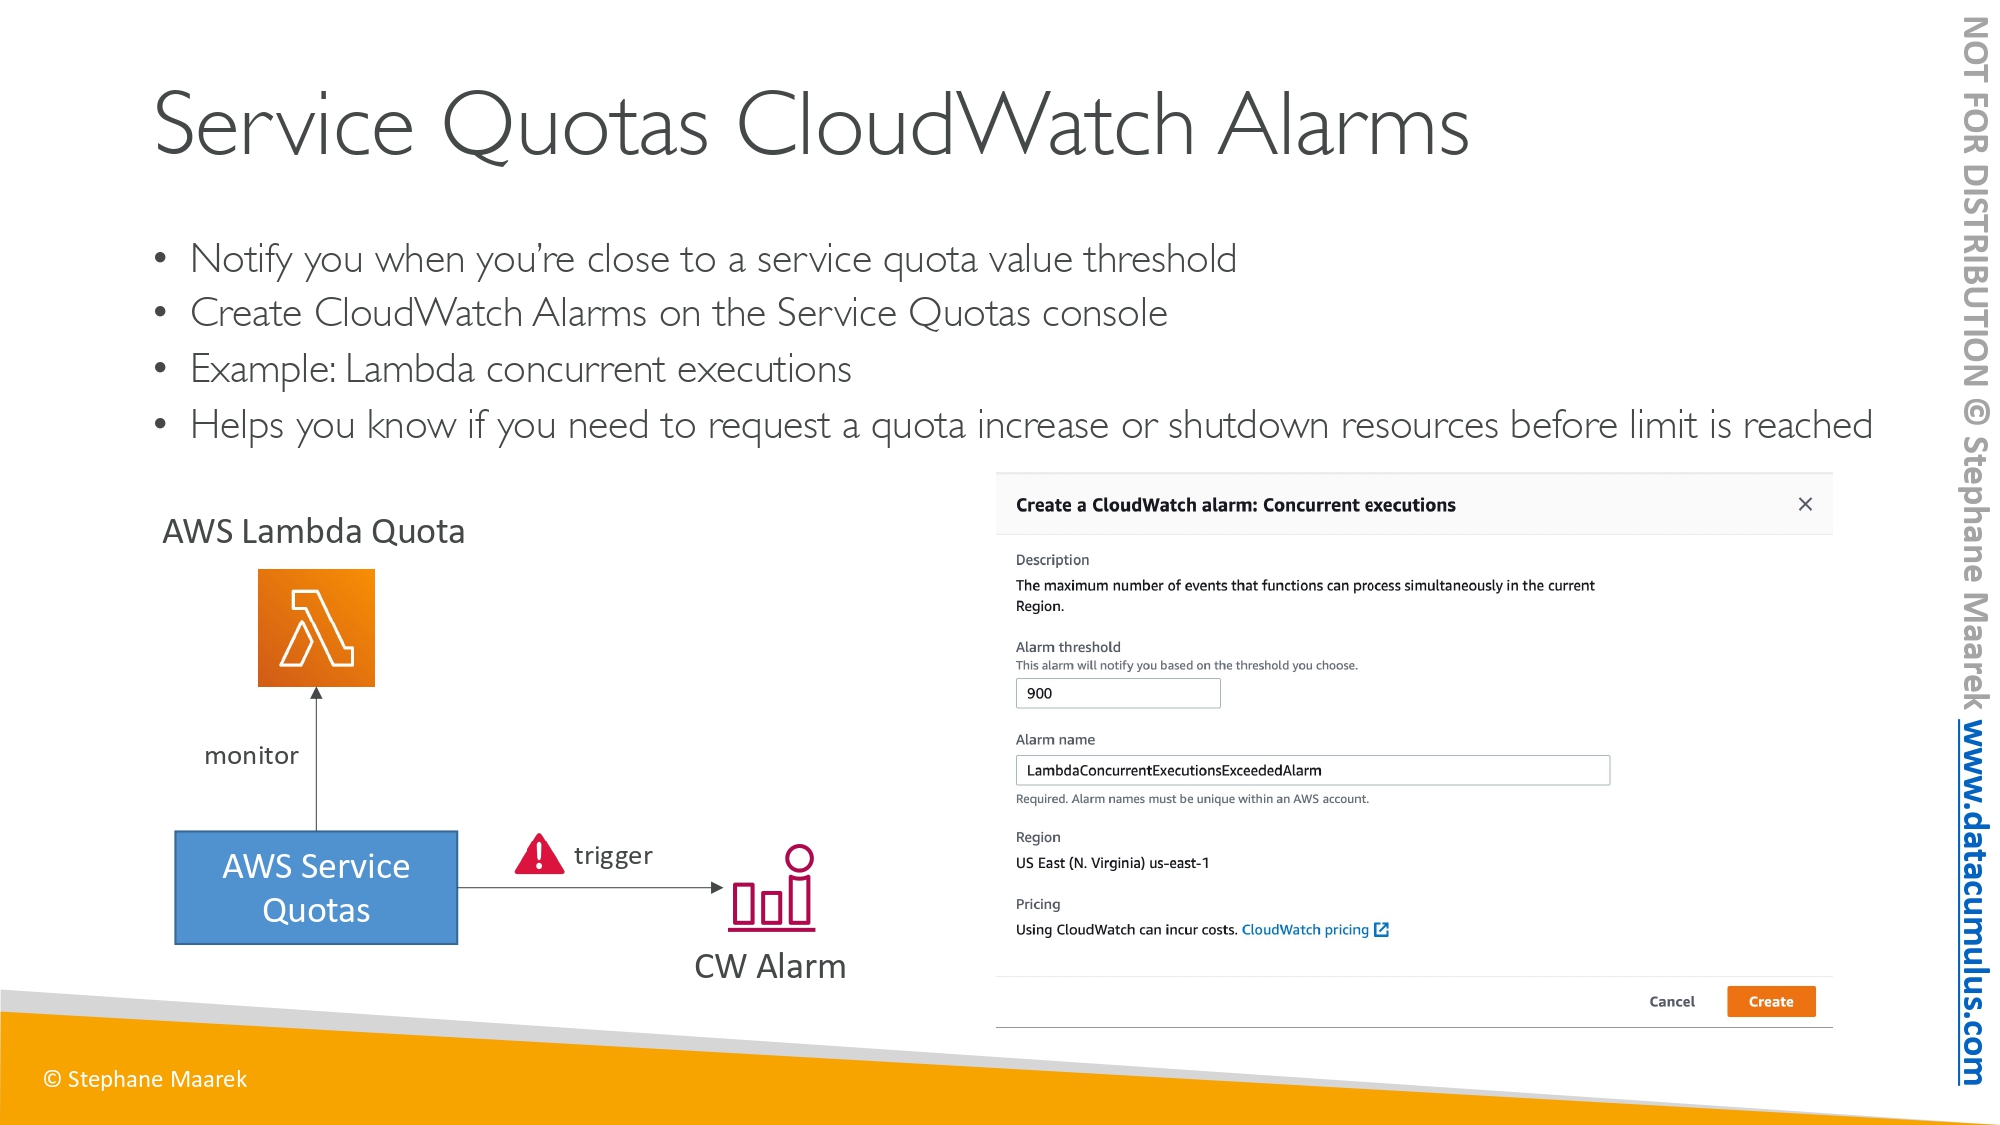 Service Quotas CloudWatch Alarms
• Notify you when you’re close to a service quota value threshold
• Create CloudWatch Alarms on the Service Quotas console
• Example: Lambda concurrent executions
• Helps you know if you need to request a quota increase or shutdown resources before limit is reached
AWS Lambda Quota
monitor
AWS Service
Quotas
trigger
CW Alarm
Create a CloudWatch alarm: Concurrent executions
Description
The maximum number of events that functions can process simultaneously in the current
Region.
Alarm threshold
This alarm will notify you based on the threshold you choose.
900
Alarm name
LambdaConcurrentExecutionsExceededAlarm
Required. Alarm names must be unique within an AWS account.
Region
US East (N. Virginia) us-east-1
Pricing
Using CloudWatch can incur costs. CloudWatch pricing
Cancel
Create
© Stephane Maarek
NOT FOR DISTRIBUTION © Stephane Maarek www.datacumulus.com